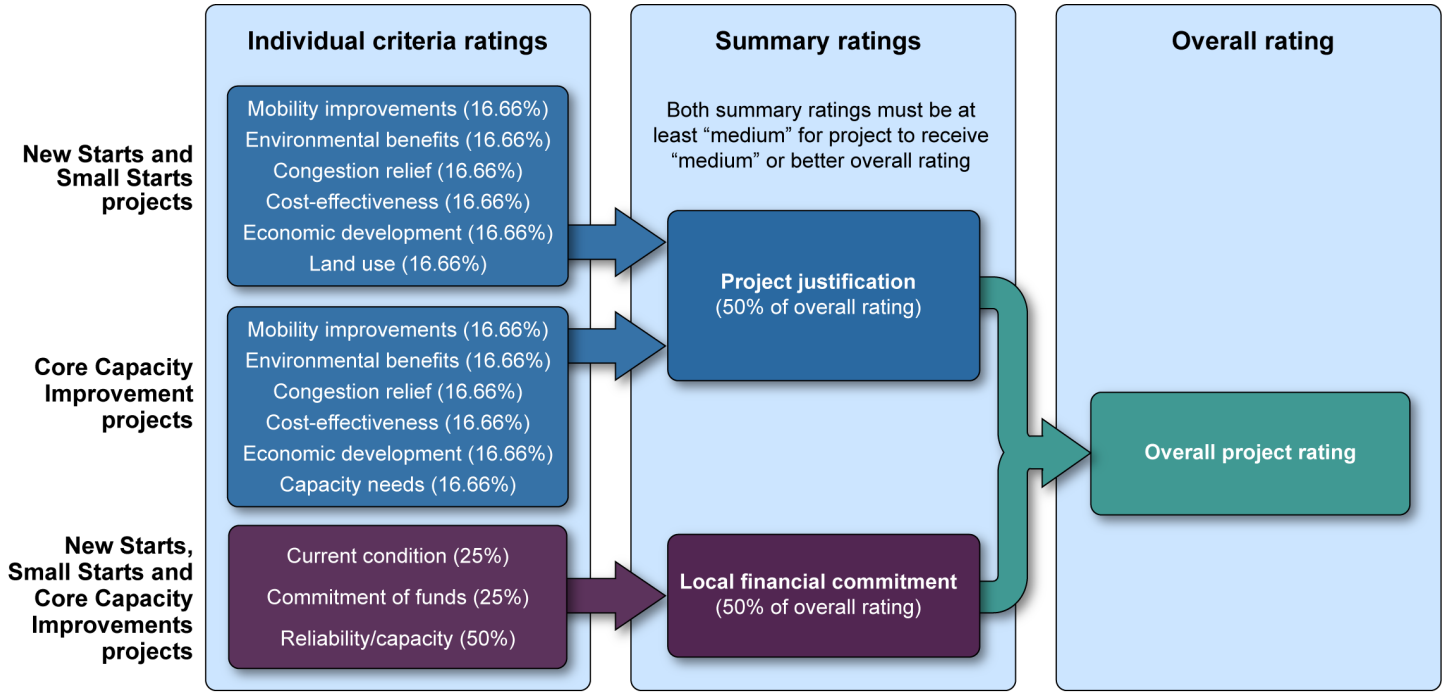 Individual criteria ratings
Summary ratings
Overall rating
New Starts and
Small Starts
projects
Mobility improvements (16.66%)
Environmental benefits (16.66%)
Congestion relief (16.66%)
Cost-effectiveness (16.66%)
Economic development (16.66%)
Land use (16.66%)
Core Capacity
Improvement
projects
Mobility improvements (16.66%)
Environmental benefits (16.66%)
Congestion relief (16.66%)
Cost-effectiveness (16.66%)
Economic development (16.66%)
Capacity needs (16.66%)
New Starts,
Small Starts and
Core Capacity
Improvements
projects
Current condition (25%)
Commitment of funds (25%)
Reliability/capacity (50%)
Both summary ratings must be at
least “medium” for project to receive
“medium” or better overall rating
Project justification
(50% of overall rating)
Local financial commitment
(50% of overall rating)
Overall project rating